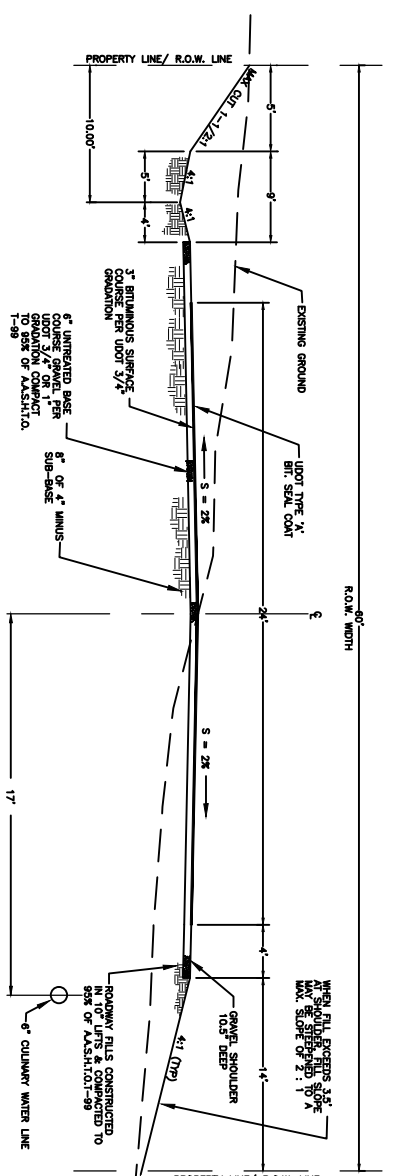 PROPERTY LINE/ R.O.W. LINE
60'
R.O.W. WIDTH
5'
9'
24'
4'
14'
MAX CUT 1-1/2:1
10.00'
5'
4'
4:1
4:1
EXISTING GROUND
UDOT TYPE 'A'
BIT. SEAL COAT
S = 2%
S = 2%
℄
3" BITUMINOUS SURFACE
COURSE PER UDOT 3/4"
GRADATION
6" UNTREATED BASE
COURSE GRAVEL PER
UDOT 3/4" OR 1"
GRADATION COMPACT
TO 95% OF A.A.S.H.T.O.
T-99
8" OF 4" MINUS
SUB-BASE
17'
WHEN FILL EXCEEDS 3.5'
AT SHOULDER, FILL SLOPE
MAY BE STEEPENED TO A
MAX. SLOPE OF 2 : 1
GRAVEL SHOULDER
10.5" DEEP
4:1 (TYP)
ROADWAY FILLS CONSTRUCTED
IN 10" LIFTS & COMPACTED TO
95% OF A.A.S.H.T.O.T-99
6" CULINARY WATER LINE